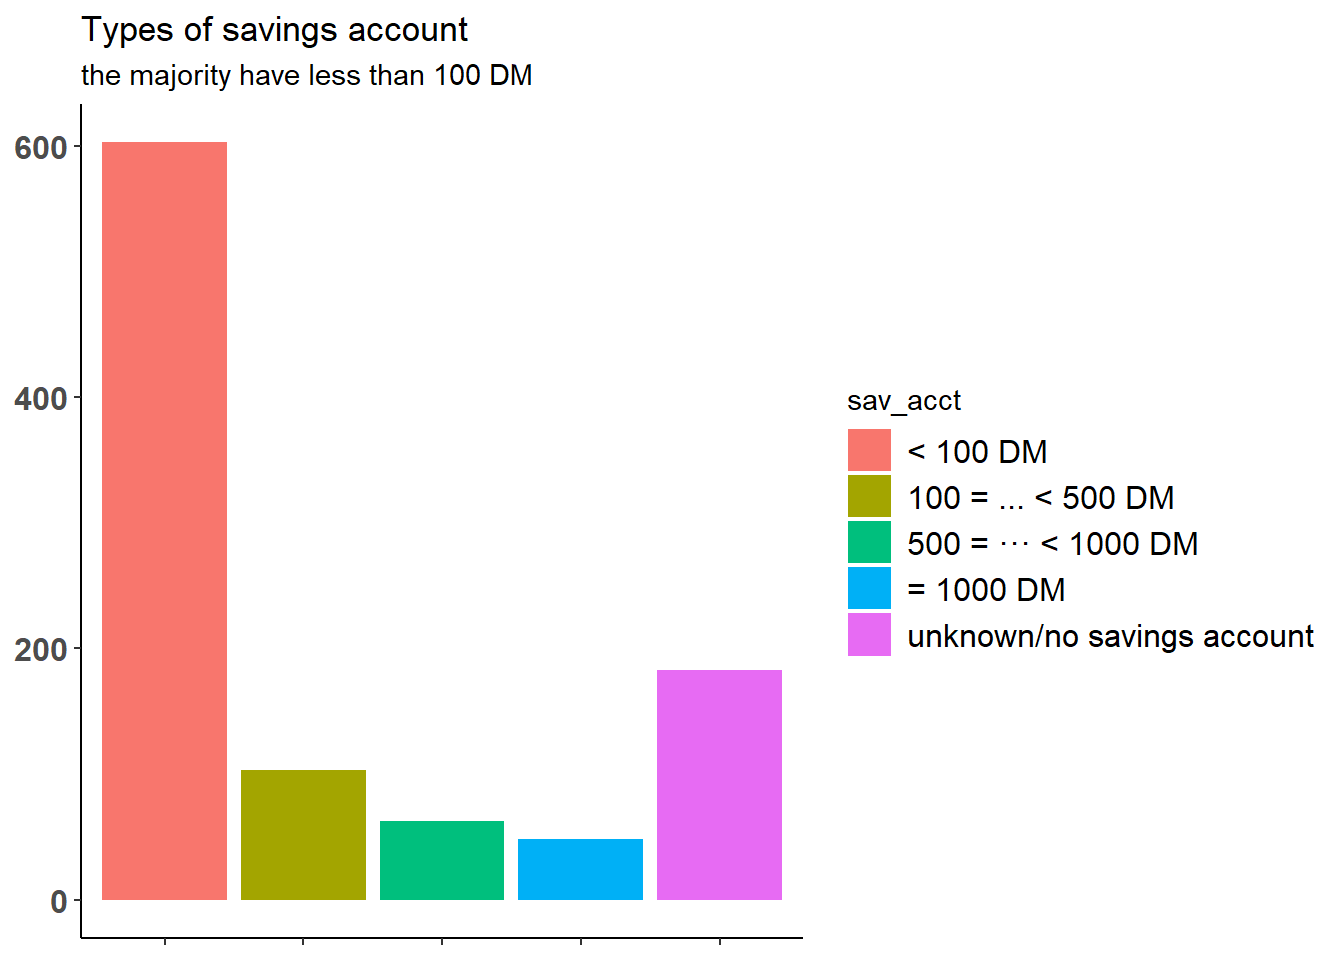 Types of savings account
the majority have less than 100 DM
600
400
200
0
sav_acct
< 100 DM
100 = ... < 500 DM
500 = ⋯ < 1000 DM
= 1000 DM
unknown/no savings account